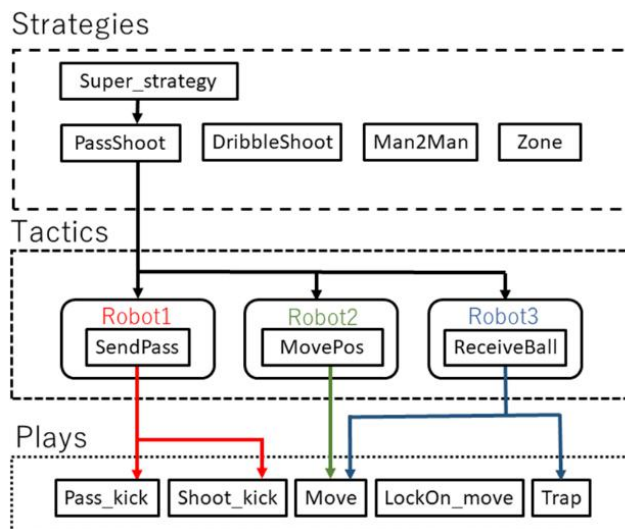 Strategies
Super_strategy
PassShoot DribbleShoot Man2Man Zone
Tactics
Robot1 Robot2 Robot3
SendPass MovePos ReceiveBall
Plays
Pass_kick Shoot_kick Move LockOn_move Trap